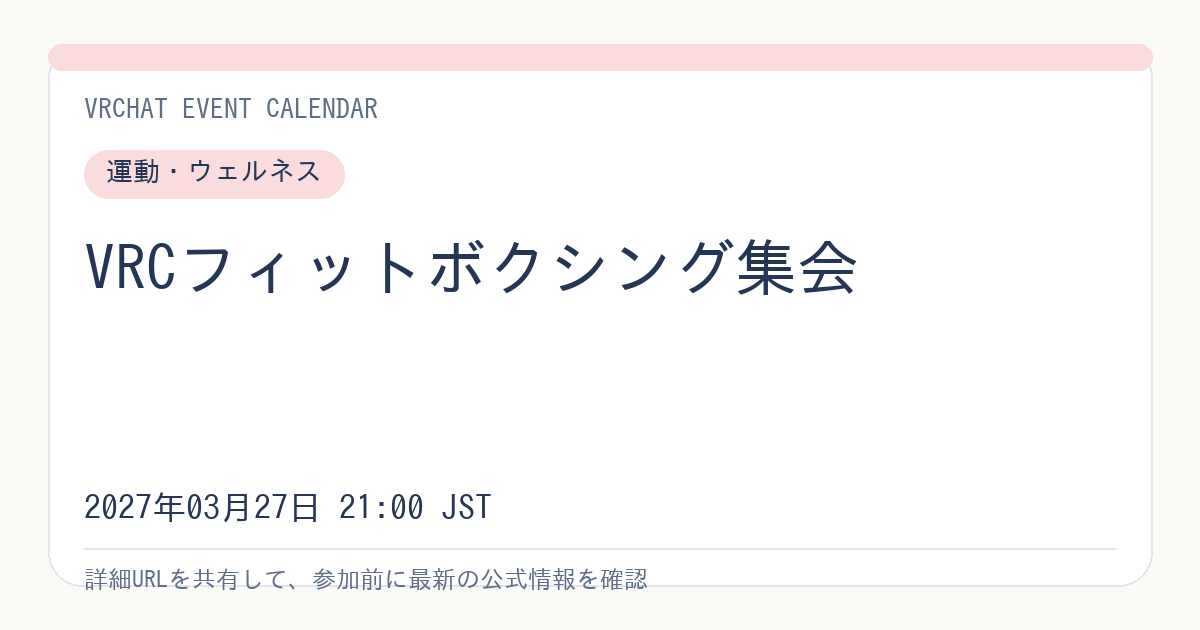 VRCHAT EVENT CALENDAR
運動・ウェルネス
VRCフィットボクシング集会
2027年03月27日 21:00 JST
詳細URLを共有して、参加前に最新の公式情報を確認